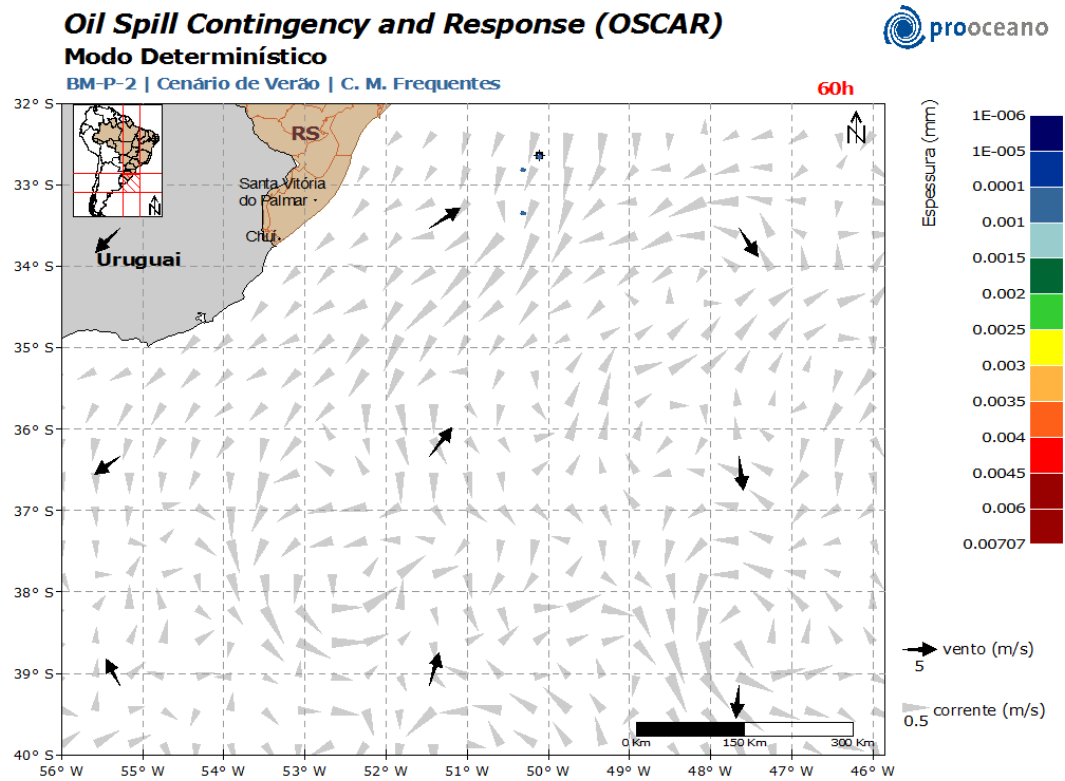 Oil Spill Contingency and Response (OSCAR)
prooceano
Modo Determinístico
BM-P-2 | Cenário de Verão | C. M. Frequentes
60h
32° S
33° S
34° S
35° S
36° S
37° S
38° S
39° S
40° S
N
RS
Santa Vitória
do Palmar
Chuí
Uruguai
N
Espessura (mm)
1E-006
1E-005
0.0001
0.001
0.0015
0.002
0.0025
0.003
0.0035
0.004
0.0045
0.006
0.00707
vento (m/s)
5
corrente (m/s)
0.5
0 Km 150 Km 300 Km
56° W 55° W 54° W 53° W 52° W 51° W 50° W 49° W 48° W 47° W 46° W